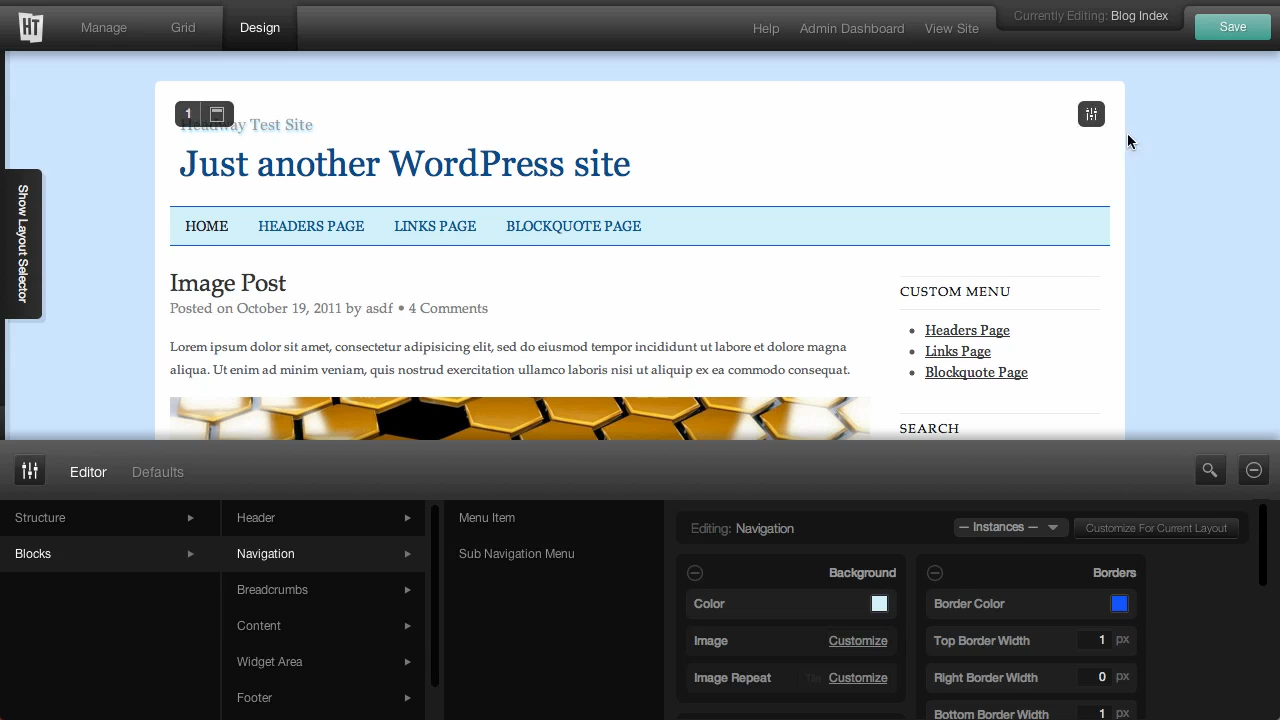 HT
Manage
Grid
Design
Help
Admin Dashboard
View Site
Currently Editing: Blog Index
Save
1
Headway Test Site
Just another WordPress site
HOME
HEADERS PAGE
LINKS PAGE
BLOCKQUOTE PAGE
Show Layout Selector
Image Post
Posted on October 19, 2011 by asdf • 4 Comments
Lorem ipsum dolor sit amet, consectetur adipisicing elit, sed do eiusmod tempor incididunt ut labore et dolore magna
aliqua. Ut enim ad minim veniam, quis nostrud exercitation ullamco laboris nisi ut aliquip ex ea commodo consequat.
CUSTOM MENU
Headers Page
Links Page
Blockquote Page
SEARCH
Editor
Defaults
Structure
Blocks
Header
Navigation
Breadcrumbs
Content
Widget Area
Footer
Menu Item
Sub Navigation Menu
Editing: Navigation
— Instances —
Customize For Current Layout
Background
Color
Image
Customize
Image Repeat
Tile
Customize
Borders
Border Color
Top Border Width
1 px
Right Border Width
0 px
Bottom Border Width
1 px